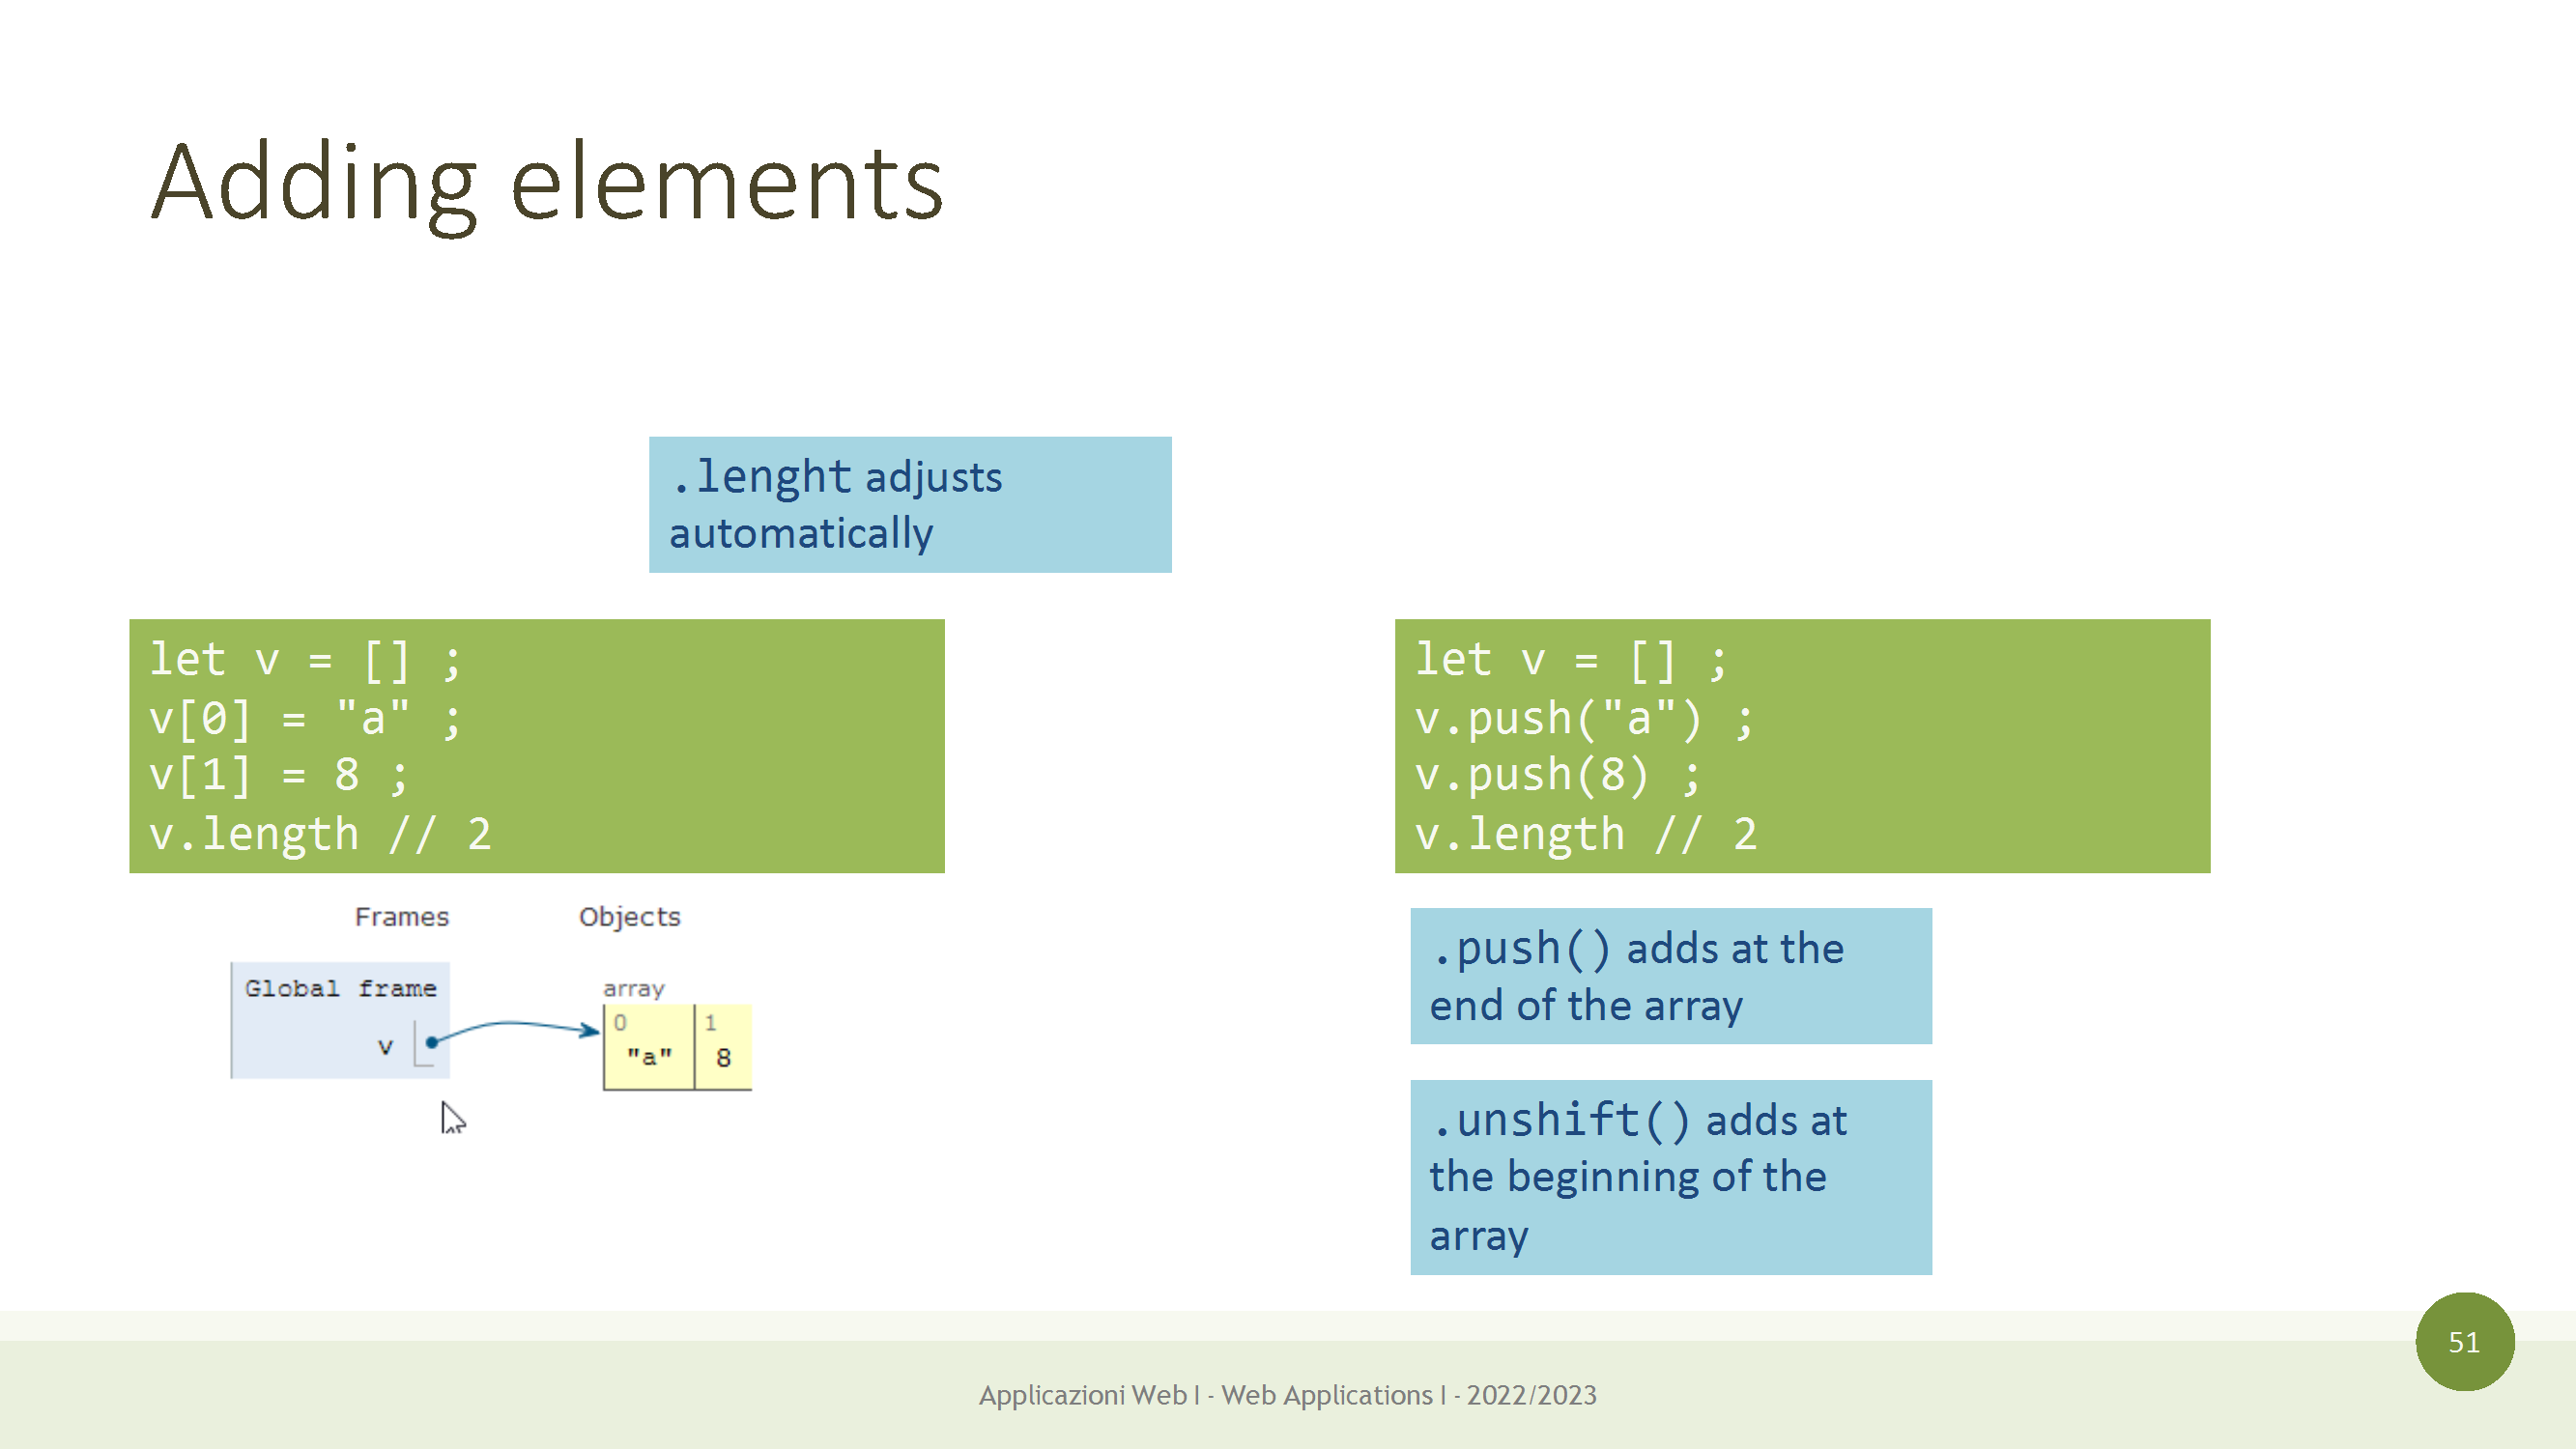 Adding elements
.lenght adjusts
automatically
let v = [] ;
v[0] = "a" ;
v[1] = 8 ;
v.length // 2
Frames
Objects
Global frame
v
array
0
1
"a"
8
let v = [] ;
v.push("a") ;
v.push(8) ;
v.length // 2
.push() adds at the
end of the array
.unshift() adds at
the beginning of the
array
51
Applicazioni Web I - Web Applications I - 2022/2023